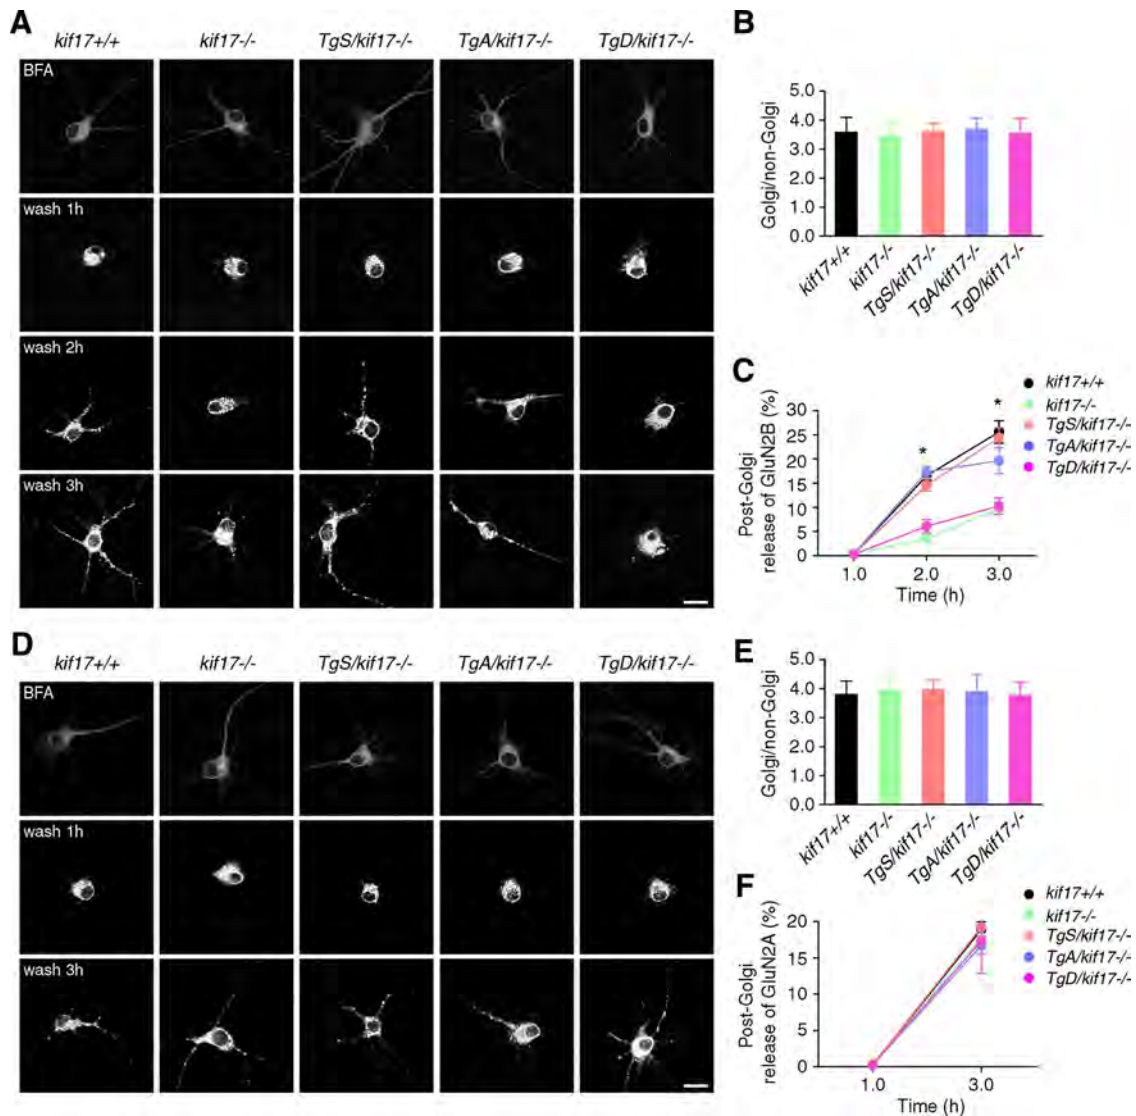 A
kif17+/+ kif17-/- TgS/kif17-/- TgA/kif17-/- TgD/kif17-/-
BFA
wash 1h
wash 2h
wash 3h
B
Golgi/non-Golgi
5.0
4.0
3.0
2.0
1.0
0.0
kif17+/+ kif17-/- TgS/kif17-/- TgA/kif17-/- TgD/kif17-/-
C
Post-Golgi
release of GluN2B (%)
30
25
20
15
10
5
0
* *
1.0 2.0 3.0
Time (h)
kif17+/+
kif17-/-
TgS/kif17-/-
TgA/kif17-/-
TgD/kif17-/-
D
kif17+/+ kif17-/- TgS/kif17-/- TgA/kif17-/- TgD/kif17-/-
BFA
wash 1h
wash 3h
E
Golgi/non-Golgi
5.0
4.0
3.0
2.0
1.0
0.0
kif17+/+ kif17-/- TgS/kif17-/- TgA/kif17-/- TgD/kif17-/-
F
Post-Golgi
release of GluN2A (%)
20
15
10
5
0
1.0 3.0
Time (h)
kif17+/+
kif17-/-
TgS/kif17-/-
TgA/kif17-/-
TgD/kif17-/-